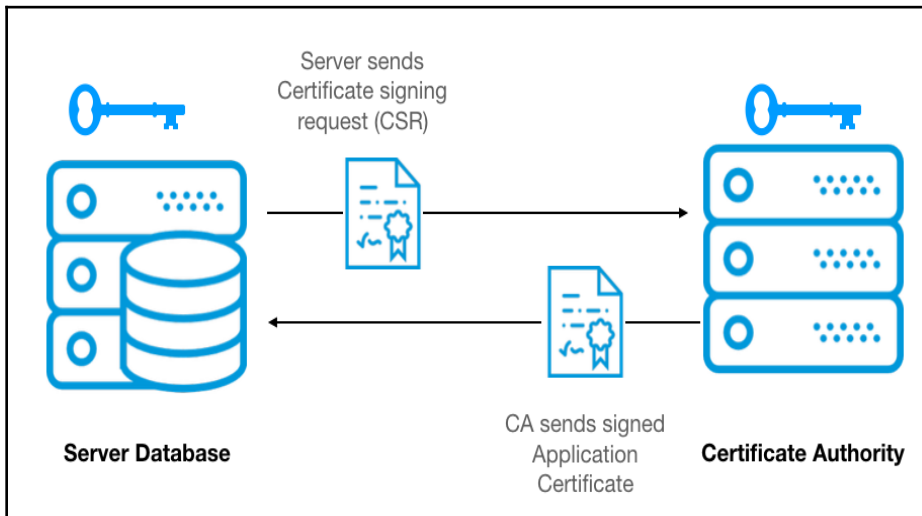 Server sends
Certificate signing
request (CSR)
CA sends signed
Application
Certificate
Server Database
Certificate Authority